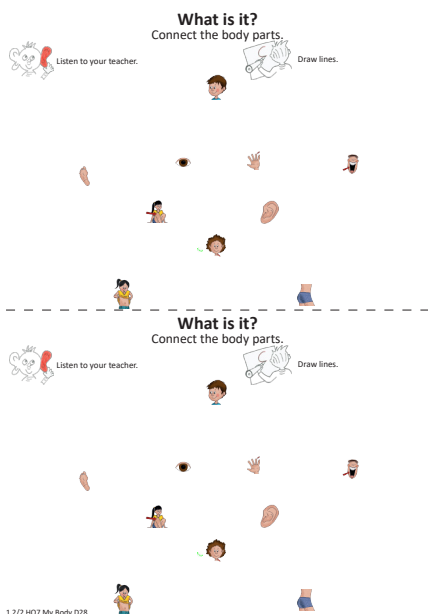 What is it?
Connect the body parts.
Listen to your teacher.
Draw lines.
What is it?
Connect the body parts.
Listen to your teacher.
Draw lines.
1.2/2 HO7 My Body D28